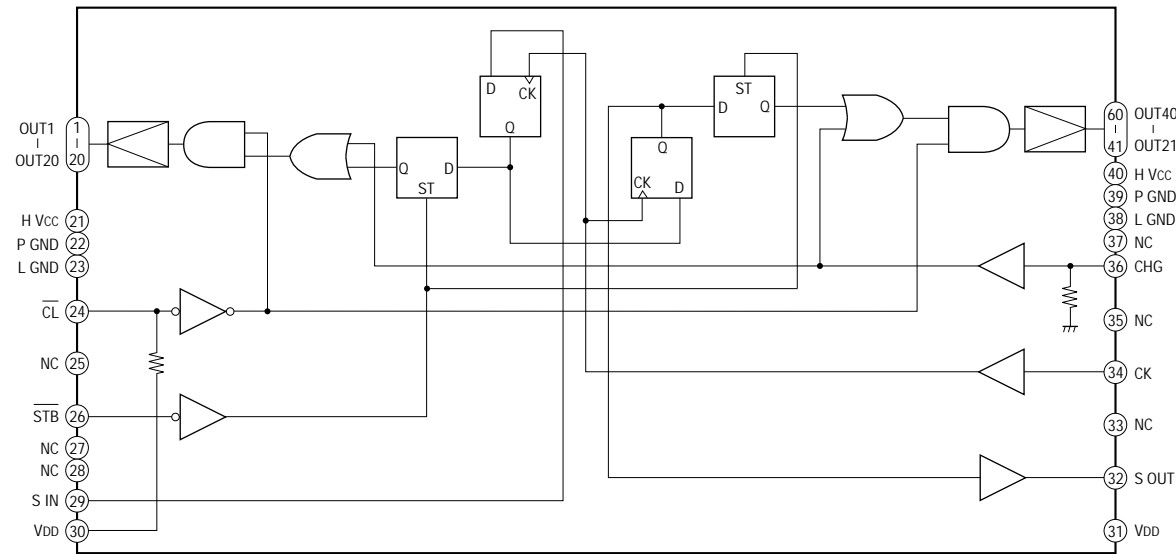 D
CK
Q
ST
D
Q
OUT1
|
OUT20
1
|
20
Q
D
ST
Q
CK
D
60
|
41
OUT40
|
OUT21
H VCC 21
P GND 22
L GND 23
C̅L̅ 24
NC 25
S̅T̅B̅ 26
NC 27
NC 28
S IN 29
VDD 30
40 H VCC
39 P GND
38 L GND
37 NC
36 CHG
35 NC
34 CK
33 NC
32 S OUT
31 VDD